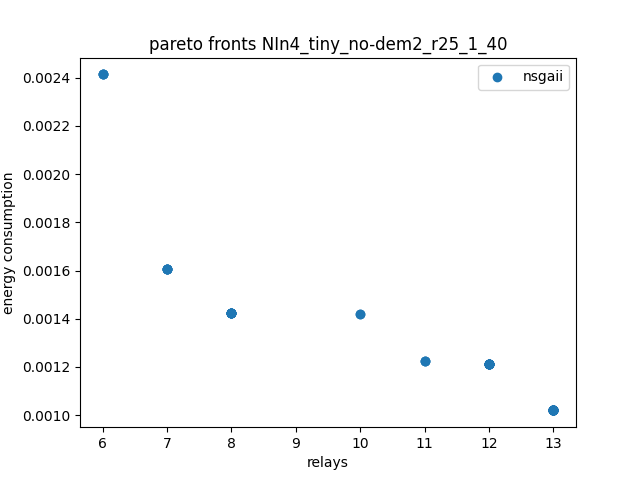 pareto fronts NIn4_tiny_no-dem2_r25_1_40
nsgaii
0.0024
0.0022
0.0020
0.0018
0.0016
0.0014
0.0012
0.0010
energy consumption
6 7 8 9 10 11 12 13
relays